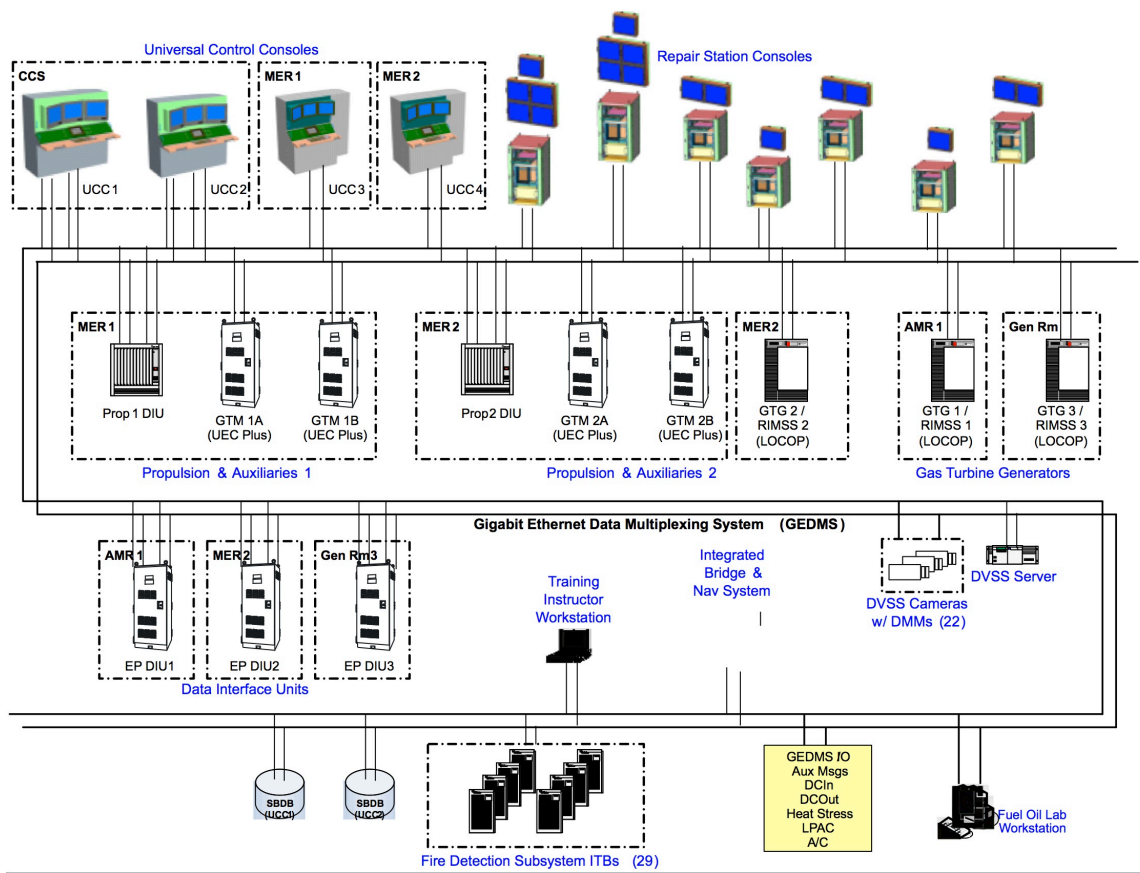 Universal Control Consoles
Repair Station Consoles
CCS
MER 1
MER 2
UCC 1
UCC 2
UCC 3
UCC 4
MER 1
MER 2
MER2
AMR 1
Gen Rm
Prop 1 DIU
GTM 1A
(UEC Plus)
GTM 1B
(UEC Plus)
Prop2 DIU
GTM 2A
(UEC Plus)
GTM 2B
(UEC Plus)
GTG 2 /
RIMSS 2
(LOCOP)
GTG 1 /
RIMSS 1
(LOCOP)
GTG 3 /
RIMSS 3
(LOCOP)
Propulsion & Auxiliaries 1
Propulsion & Auxiliaries 2
Gas Turbine Generators
Gigabit Ethernet Data Multiplexing System (GEDMS)
AMR 1
MER 2
Gen Rm3
EP DIU1
EP DIU2
EP DIU3
Data Interface Units
Training
Instructor
Workstation
Integrated
Bridge &
Nav System
DVSS Cameras
w/ DMMs (22)
DVSS Server
SBDB
(UCC1)
SBDB
(UCC2)
Fire Detection Subsystem ITBs (29)
GEDMS I/O
Aux Msgs
DCIn
DCOut
Heat Stress
LPAC
A/C
Fuel Oil Lab
Workstation